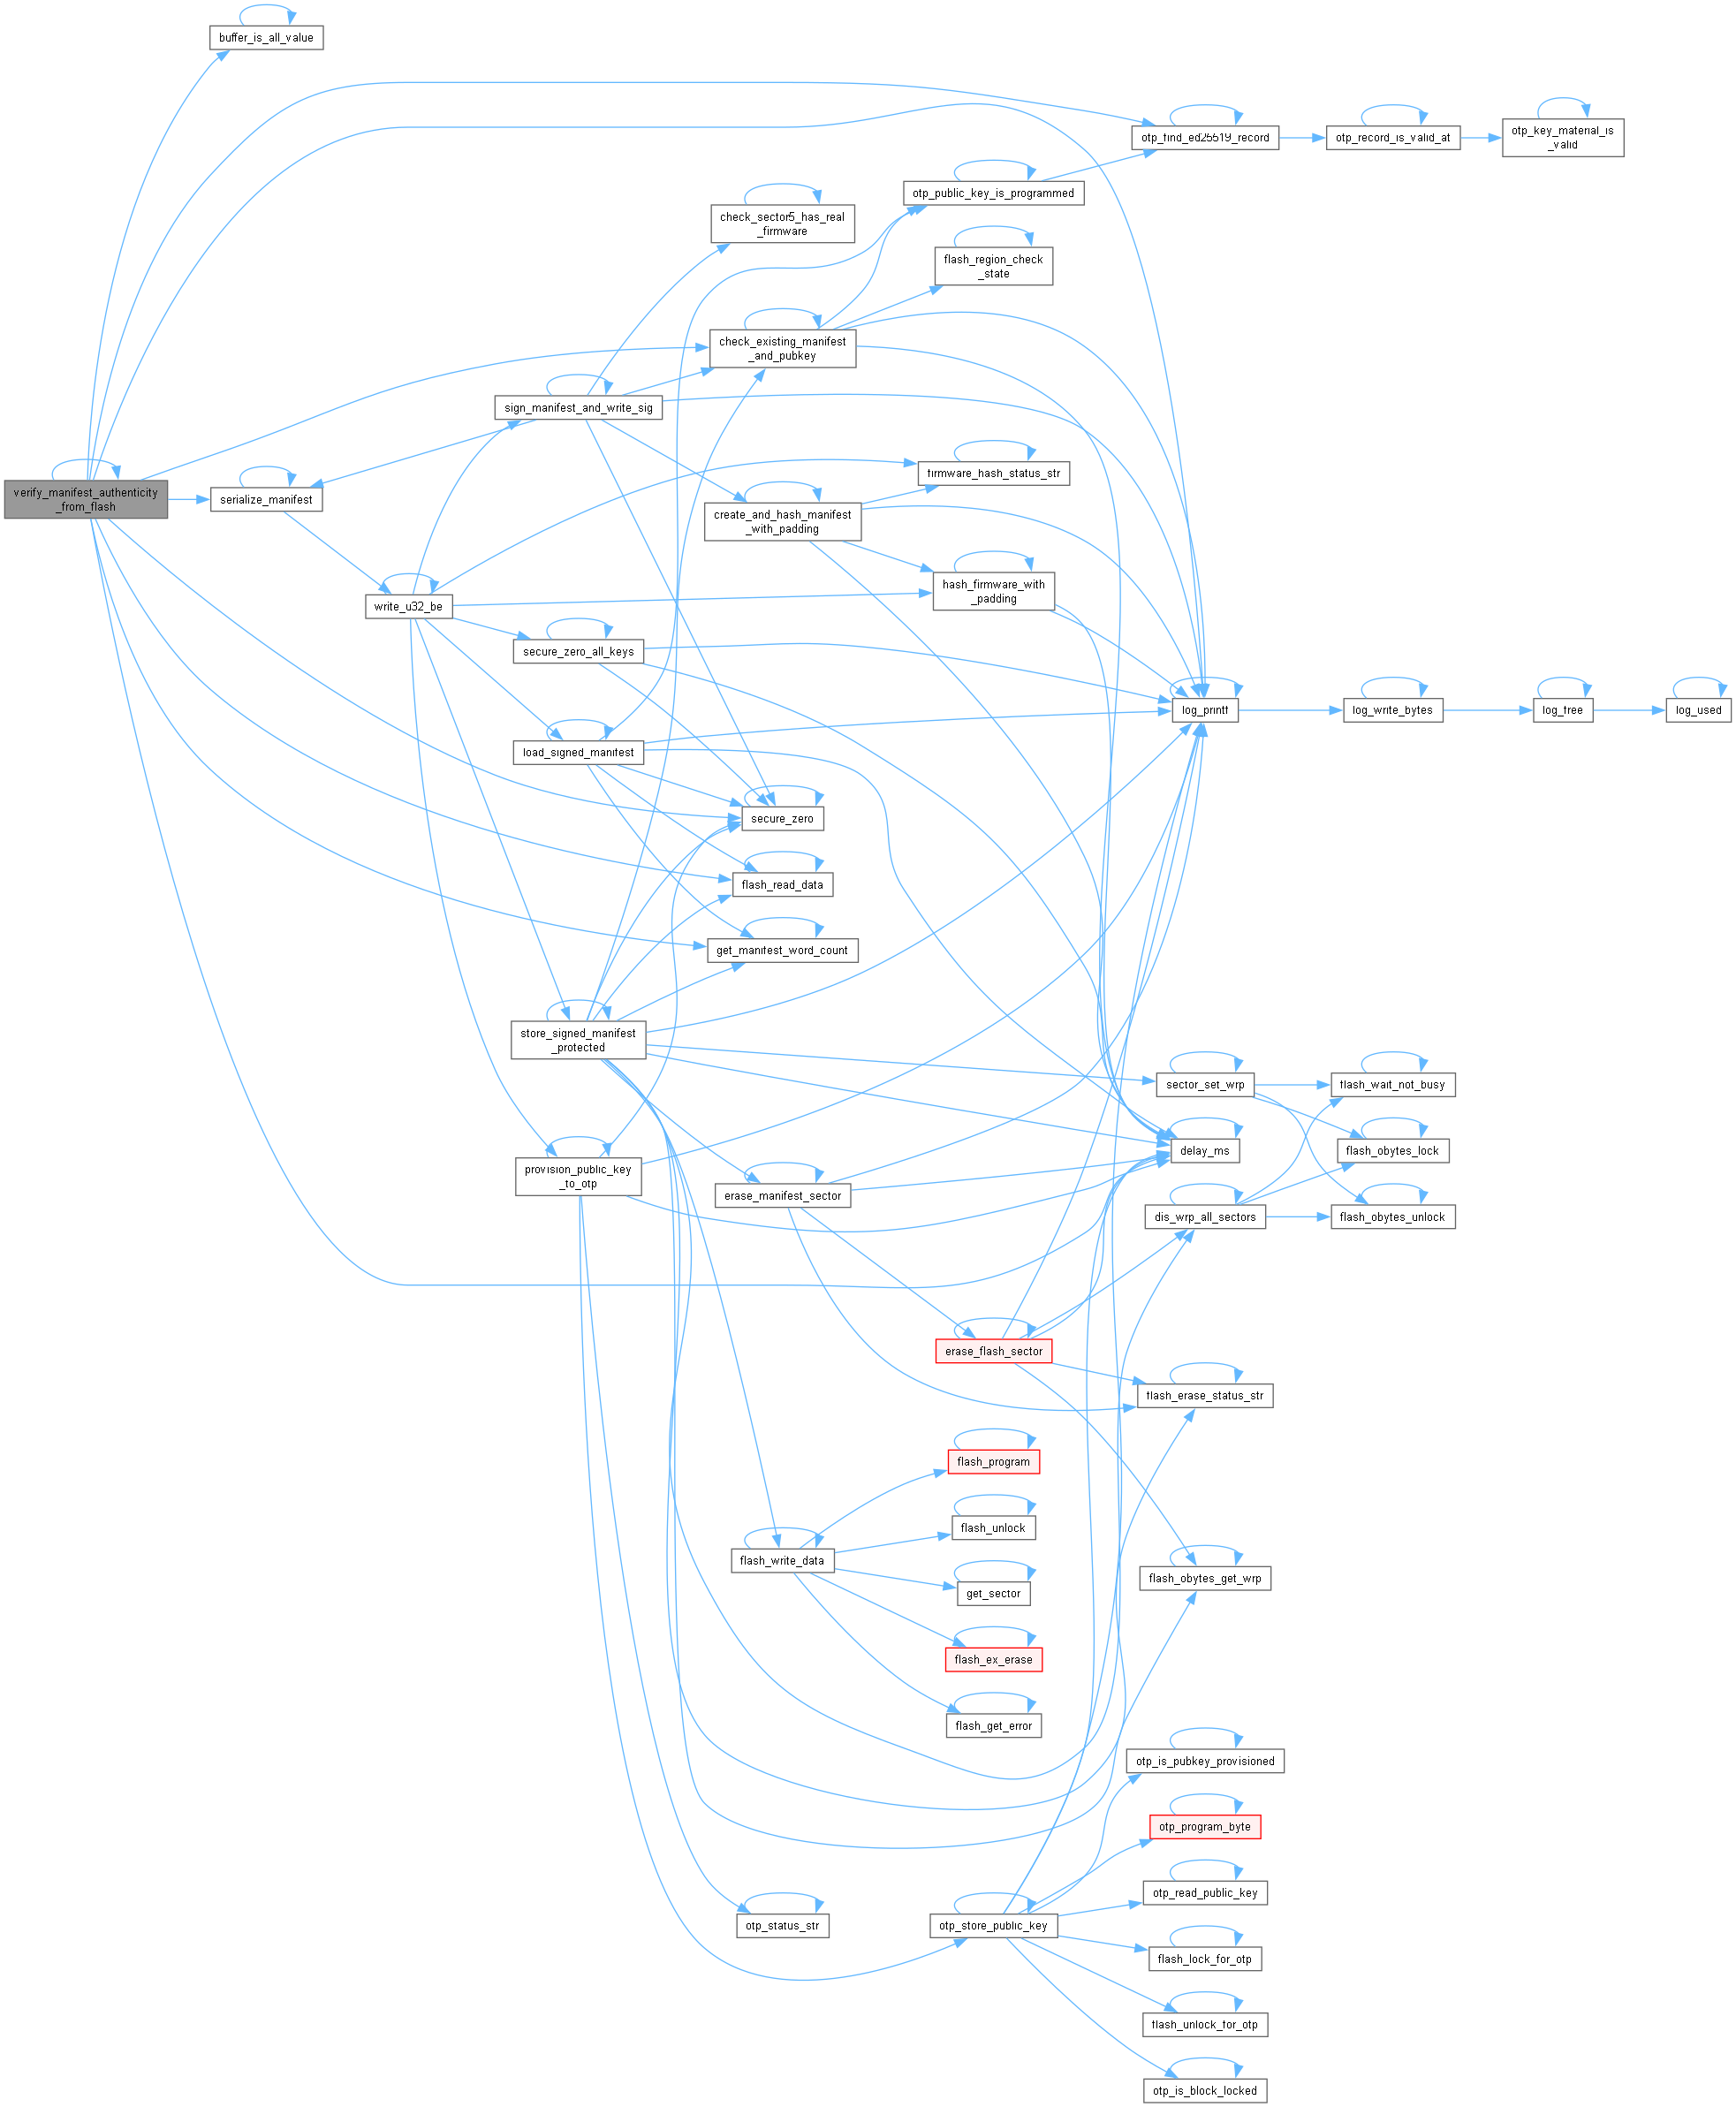 buffer_is_all_value
otp_find_ed25519_record
otp_record_is_valid_at
otp_key_material_is
_valid
otp_public_key_is_programmed
check_sector5_has_real
_firmware
flash_region_check
_state
check_existing_manifest
_and_pubkey
sign_manifest_and_write_sig
firmware_hash_status_str
verify_manifest_authenticity
_from_flash
serialize_manifest
create_and_hash_manifest
_with_padding
hash_firmware_with
_padding
write_u32_be
secure_zero_all_keys
log_printf
log_write_bytes
log_free
log_used
load_signed_manifest
secure_zero
flash_read_data
get_manifest_word_count
store_signed_manifest
_protected
sector_set_wrp
flash_wait_not_busy
delay_ms
flash_obytes_lock
provision_public_key
_to_otp
erase_manifest_sector
dis_wrp_all_sectors
flash_obytes_unlock
erase_flash_sector
flash_erase_status_str
flash_program
flash_unlock
flash_write_data
flash_obytes_get_wrp
get_sector
flash_ex_erase
flash_get_error
otp_is_pubkey_provisioned
otp_program_byte
otp_read_public_key
otp_status_str
otp_store_public_key
flash_lock_for_otp
flash_unlock_for_otp
otp_is_block_locked